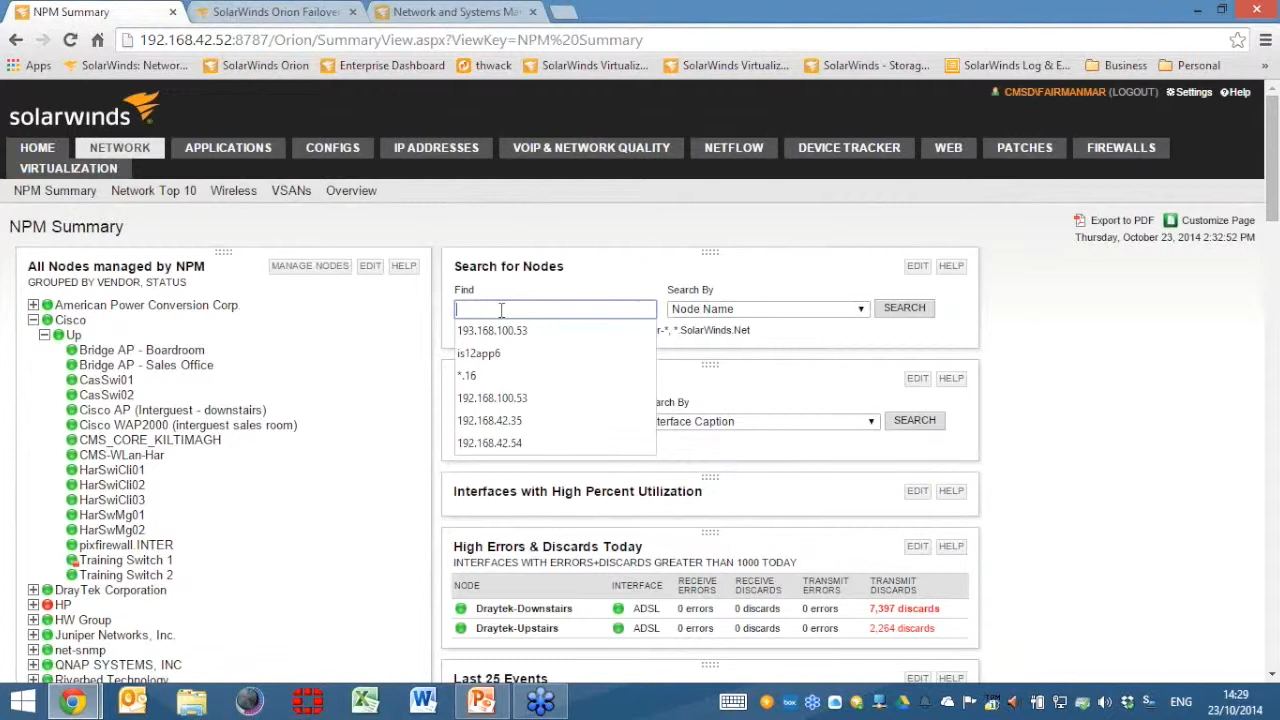 NPM Summary
SolarWinds Orion Failover
Network and Systems Ma
192.168.42.52:8787/Orion/SummaryView.aspx?ViewKey=NPM%20Summary
Apps
SolarWinds: Networ...
SolarWinds Orion
Enterprise Dashboard
thwack
SolarWinds Virtualiz...
SolarWinds Virtualiz...
SolarWinds - Storag...
SolarWinds Log & E...
Business
Personal
»
solarwinds
CMSD\FAIRMANMAR (LOGOUT) Settings Help
HOME
NETWORK
APPLICATIONS
CONFIGS
IP ADDRESSES
VOIP & NETWORK QUALITY
NETFLOW
DEVICE TRACKER
WEB
PATCHES
FIREWALLS
VIRTUALIZATION
NPM Summary
Network Top 10
Wireless
VSANs
Overview
NPM Summary
Export to PDF
Customize Page
Thursday, October 23, 2014 2:32:52 PM
All Nodes managed by NPM
MANAGE NODES
EDIT
HELP
GROUPED BY VENDOR, STATUS
American Power Conversion Corp.
Cisco
Up
Bridge AP - Boardroom
Bridge AP - Sales Office
CasSwi01
CasSwi02
Cisco AP (Interguest - downstairs)
Cisco WAP2000 (interguest sales room)
CMS_CORE_KILTIMAGH
CMS-WLan-Har
HarSwiCli01
HarSwiCli02
HarSwiCli03
HarSwMg01
HarSwMg02
pixfirewall.INTER
Training Switch 1
Training Switch 2
DrayTek Corporation
HP
HW Group
Juniper Networks, Inc.
net-snmp
QNAP SYSTEMS, INC
Riverbed Technology
Search for Nodes
EDIT
HELP
Find
Search By
Node Name
SEARCH
r-*, *.SolarWinds.Net
193.168.100.53
is12app6
*.16
192.168.100.53
192.168.42.35
192.168.42.54
EDIT
HELP
arch By
terface Caption
SEARCH
Interfaces with High Percent Utilization
EDIT
HELP
High Errors & Discards Today
EDIT
HELP
INTERFACES WITH ERRORS+DISCARDS GREATER THAN 1000 TODAY
NODE
INTERFACE
RECEIVE ERRORS
RECEIVE DISCARDS
TRANSMIT ERRORS
TRANSMIT DISCARDS
Draytek-Downstairs ADSL 0 errors 0 discards 0 errors 7,397 discards
Draytek-Upstairs ADSL 0 errors 0 discards 0 errors 2,264 discards
Last 25 Events
EDIT
HELP
ENG
14:29
23/10/2014